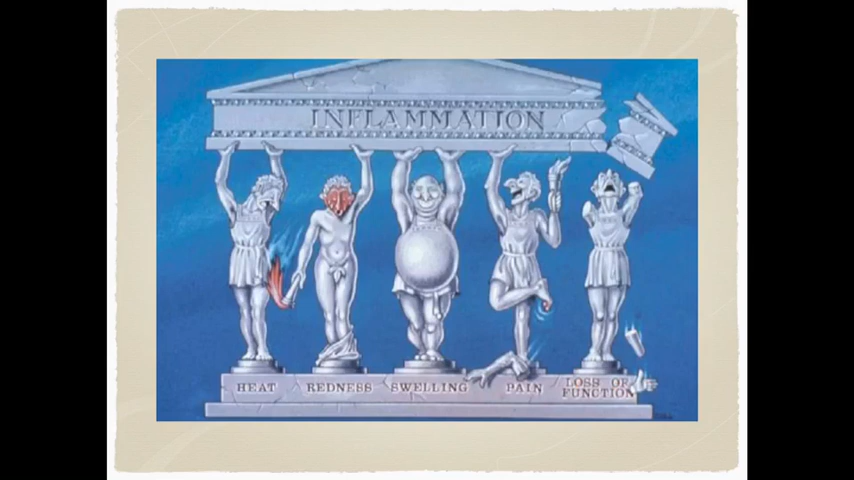 INFLAMMATION
HEAT
REDNESS
SWELLING
PAIN
LOSS OF
FUNCTION